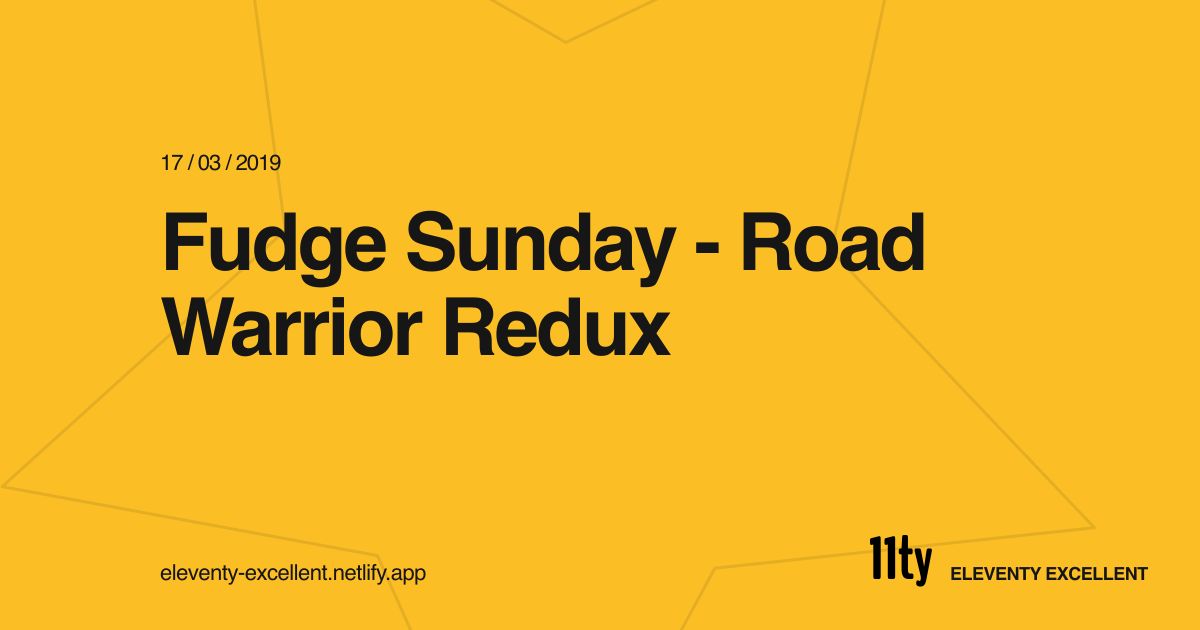 17 / 03 / 2019
Fudge Sunday - Road
Warrior Redux
eleventy-excellent.netlify.app
11ty ELEVENTY EXCELLENT